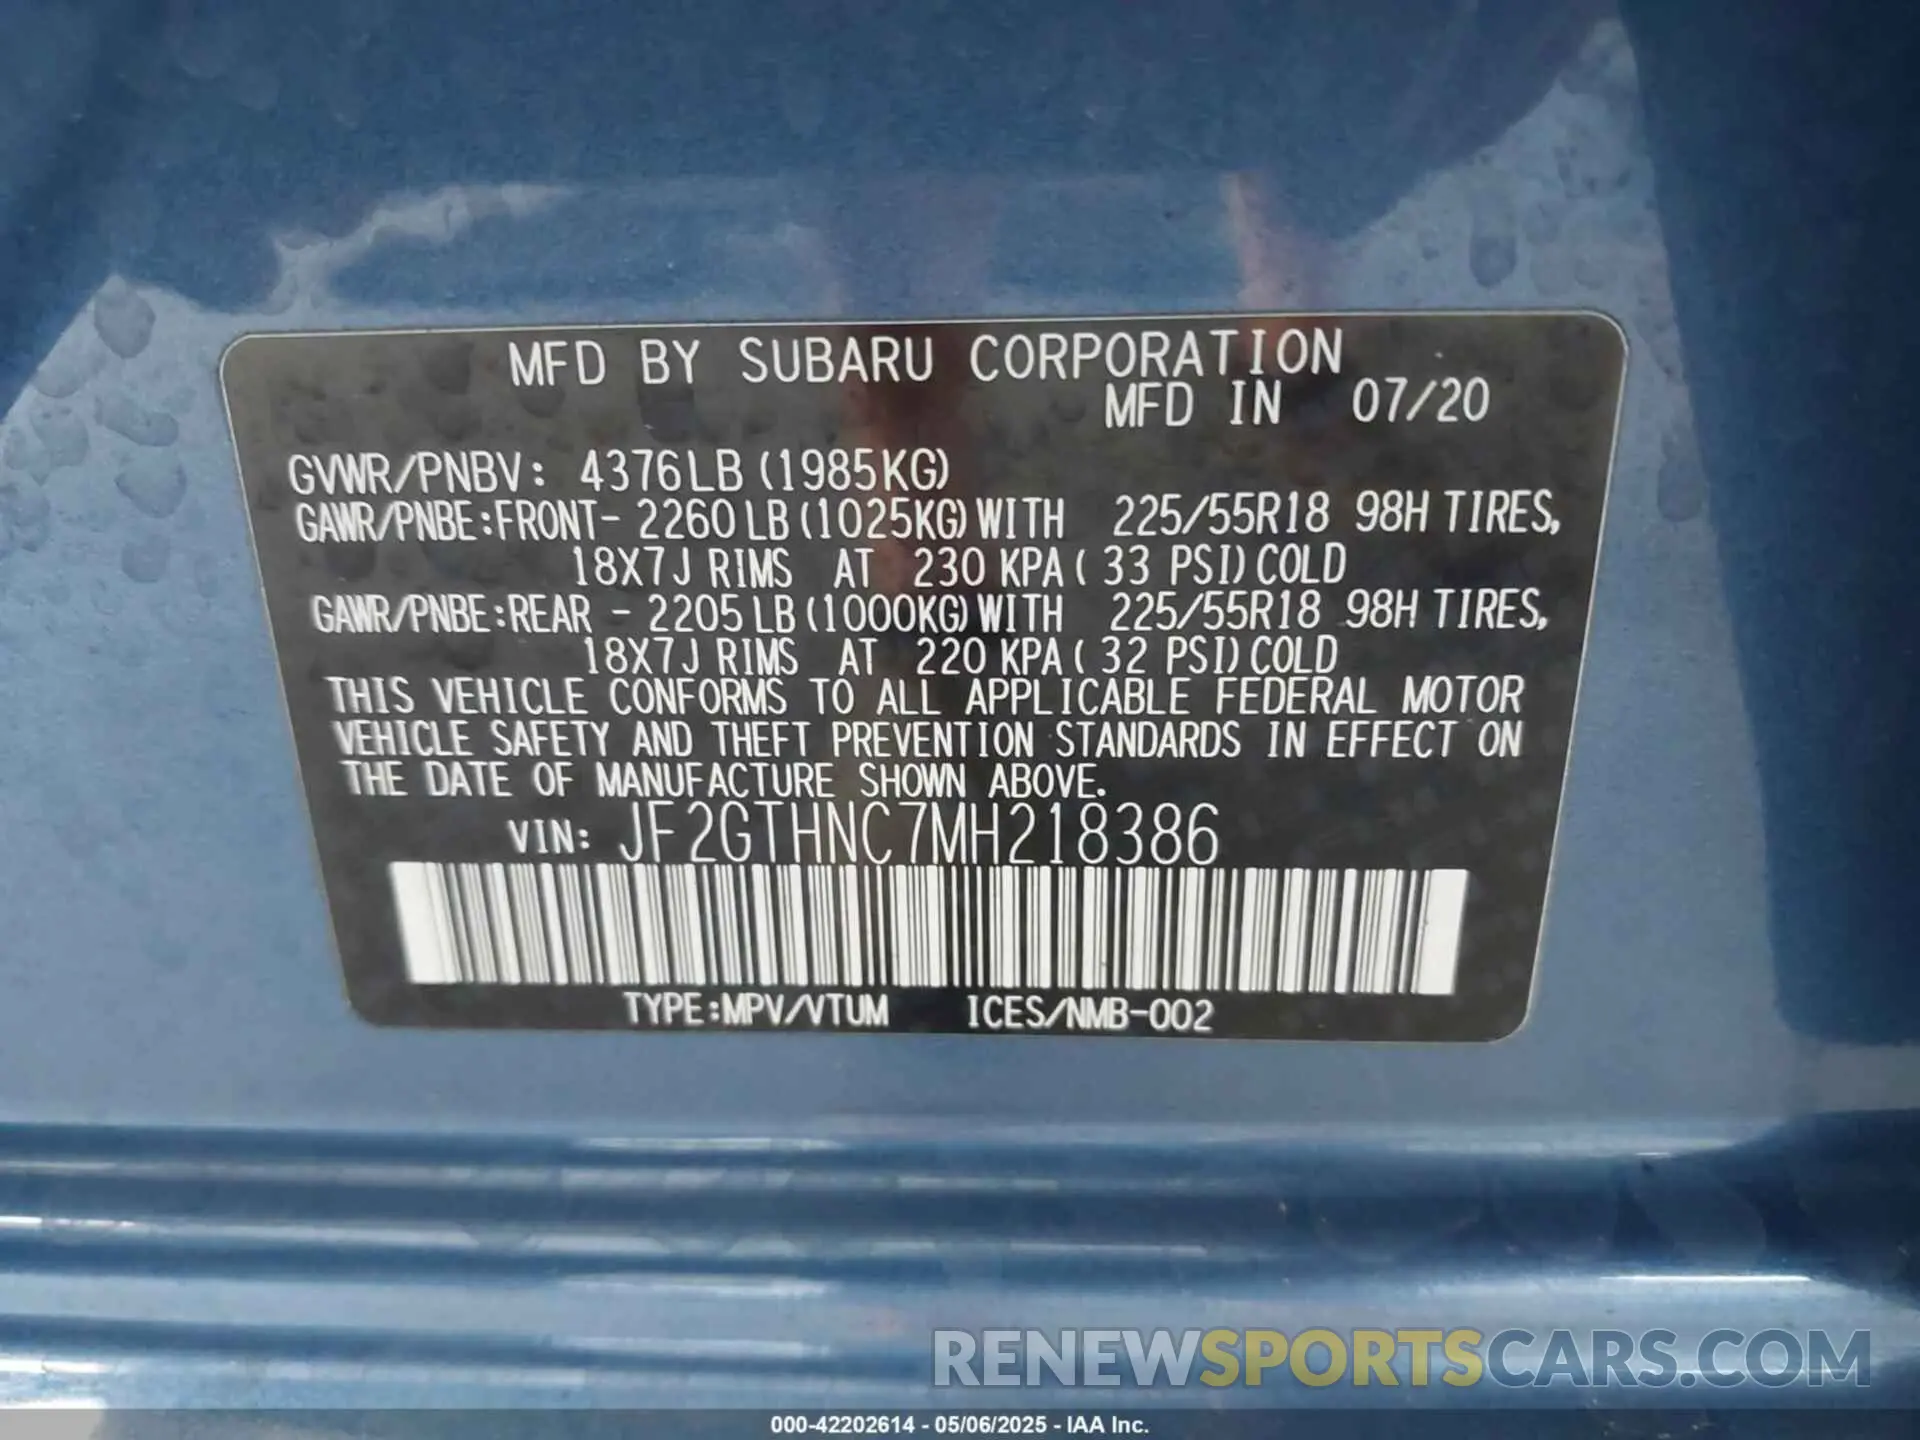 MFD BY SUBARU CORPORATION
MFD IN 07/20
GVWR/PNBV: 4376LB (1985KG)
GAWR/PNBE:FRONT- 2260LB (1025KG) WITH 225/55R18 98H TIRES,
18X7J RIMS AT 230 KPA ( 33 PSI) COLD
GAWR/PNBE:REAR - 2205LB (1000KG) WITH 225/55R18 98H TIRES,
18X7J RIMS AT 220 KPA ( 32 PSI) COLD
THIS VEHICLE CONFORMS TO ALL APPLICABLE FEDERAL MOTOR
VEHICLE SAFETY AND THEFT PREVENTION STANDARDS IN EFFECT ON
THE DATE OF MANUFACTURE SHOWN ABOVE.
VIN: JF2GTHNC7MH218386
TYPE:MPV/VTUM ICES/NMB-002
RENEWSPORTSCARS.COM
000-42202614 - 05/06/2025 - IAA Inc.